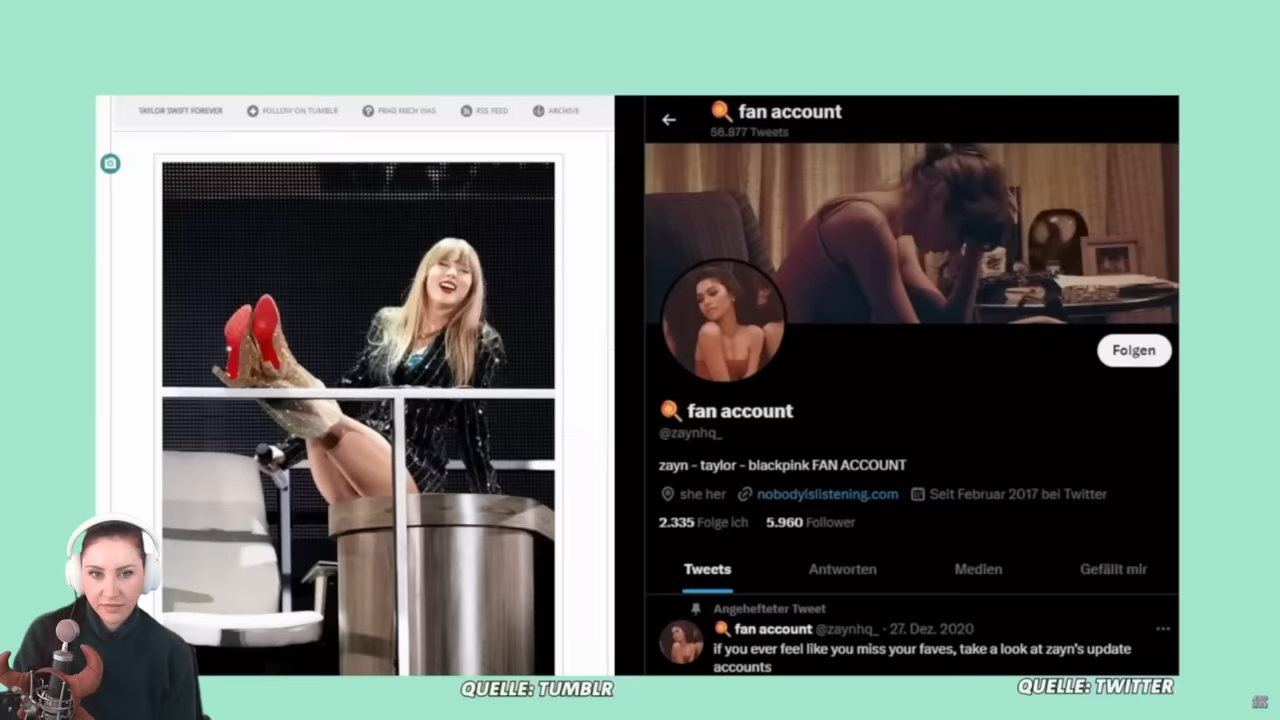 TAYLOR SWIFT FOREVER
FOLLOW ON TUMBLR
FRAG MICH WAS
RSS FEED
ARCHIVE
fan account
56.877 Tweets
Folgen
fan account
@zaynhq_
zayn - taylor - blackpink FAN ACCOUNT
she her
nobodyislistening.com
Seit Februar 2017 bei Twitter
2.335 Folge ich 5.960 Follower
Tweets Antworten Medien Gefällt mir
Angehefteter Tweet
fan account @zaynhq_ · 27. Dez. 2020
if you ever feel like you miss your faves, take a look at zayn's update
accounts
QUELLE: TUMBLR
QUELLE: TWITTER